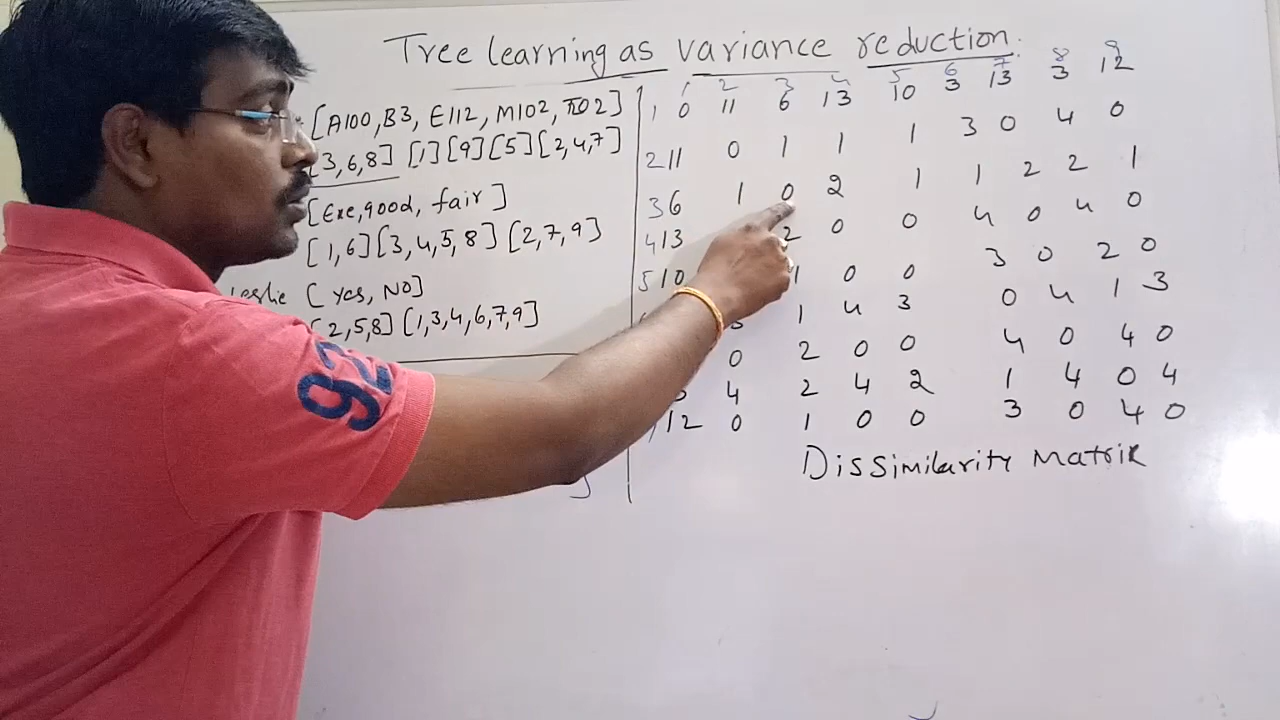 Tree learning as variance reduction.
[A100, B3, E112, M102, T202]
[3,6,8] [1][9][5][2,4,7]
[Exe, good, fair]
[1,6][3,4,5,8][2,7,9]
Leslie [Yes, NO]
[2,5,8][1,3,4,6,7,9]
1 2 3 4 5 6 7 8 9
1 0 11 6 13 10 3 13 3 12
2 11 0 1 1 1 3 0 4 0
3 6 1 0 2 1 1 2 2 1
4 13 2 0 0 4 0 4 0
5 10 1 0 0 3 0 2 0
3 1 4 3 0 4 1 3
0 2 0 0 4 0 4 0
4 2 4 2 1 4 0 4
12 0 1 0 0 3 0 4 0
Dissimilarity Matrix
92